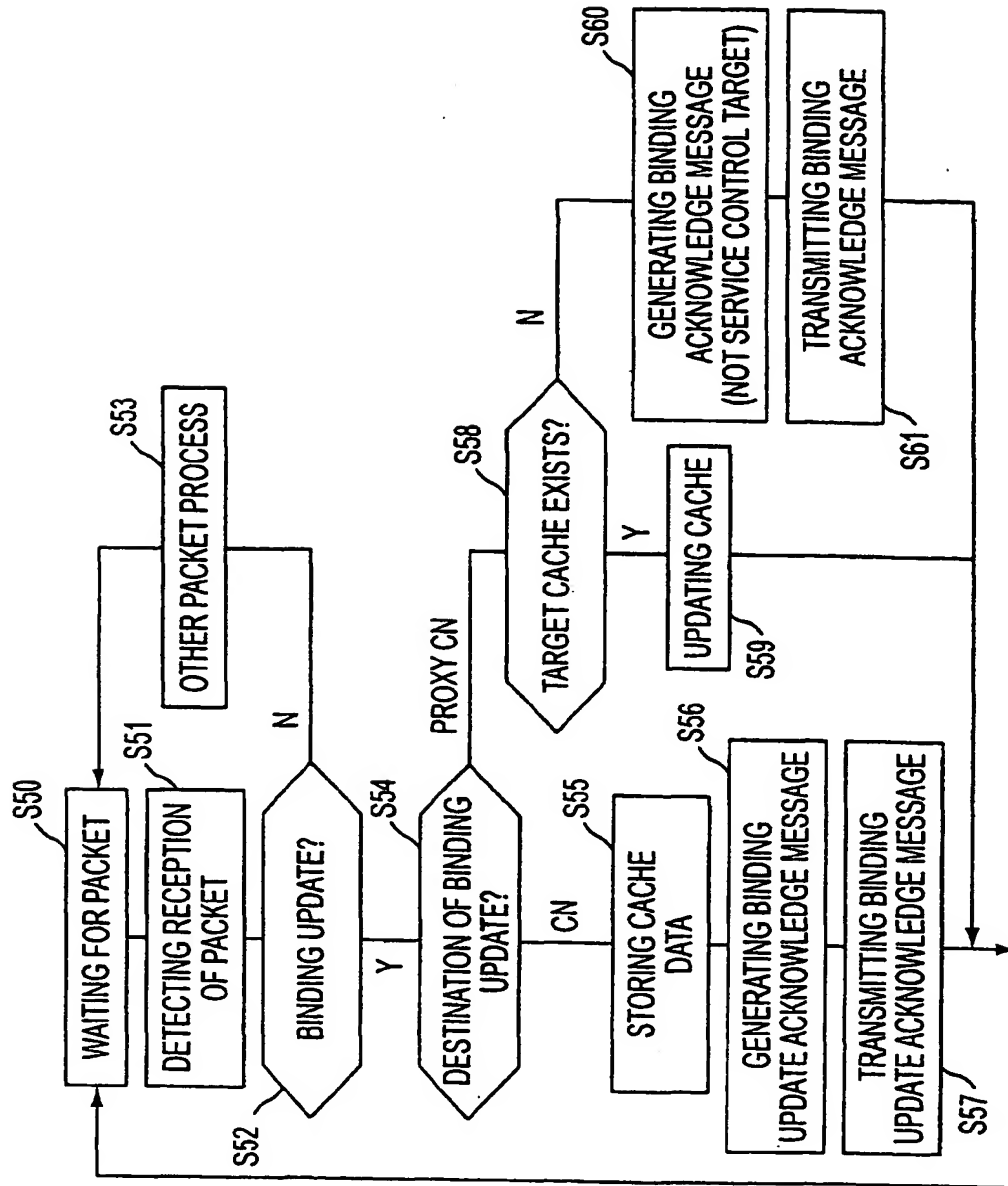 S50
WAITING FOR PACKET
S51
DETECTING RECEPTION
OF PACKET
S53
OTHER PACKET PROCESS
S52
BINDING UPDATE?
N
Y
S54
DESTINATION OF BINDING
UPDATE?
PROXY CN
CN
S55
STORING CACHE
DATA
S56
GENERATING BINDING
UPDATE ACKNOWLEDGE MESSAGE
S57
TRANSMITTING BINDING
UPDATE ACKNOWLEDGE MESSAGE
S58
TARGET CACHE EXISTS?
Y
N
S59
UPDATING CACHE
S60
GENERATING BINDING
ACKNOWLEDGE MESSAGE
(NOT SERVICE CONTROL TARGET)
S61
TRANSMITTING BINDING
ACKNOWLEDGE MESSAGE